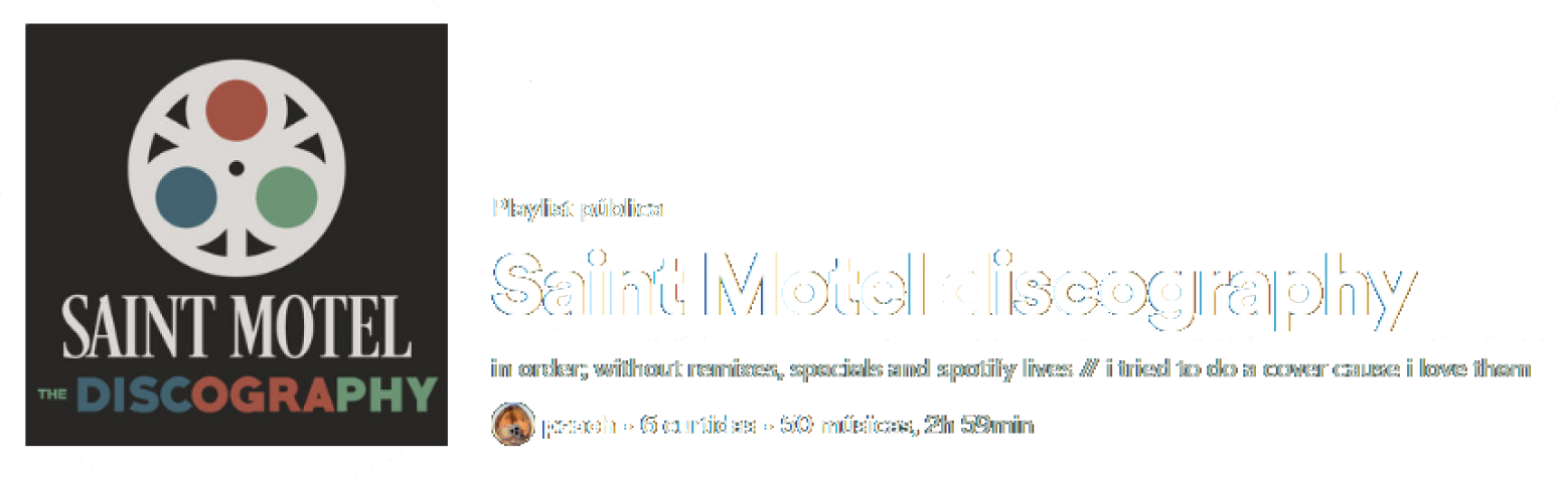 SAINT MOTEL
THE DISCOGRAPHY
Playlist pública
Saint Motel discography
in order; without remixes, spacials and spotify lives // i tried to do a cover cause i love them
peach • 6 curtidas • 50 músicas, 2h 59min